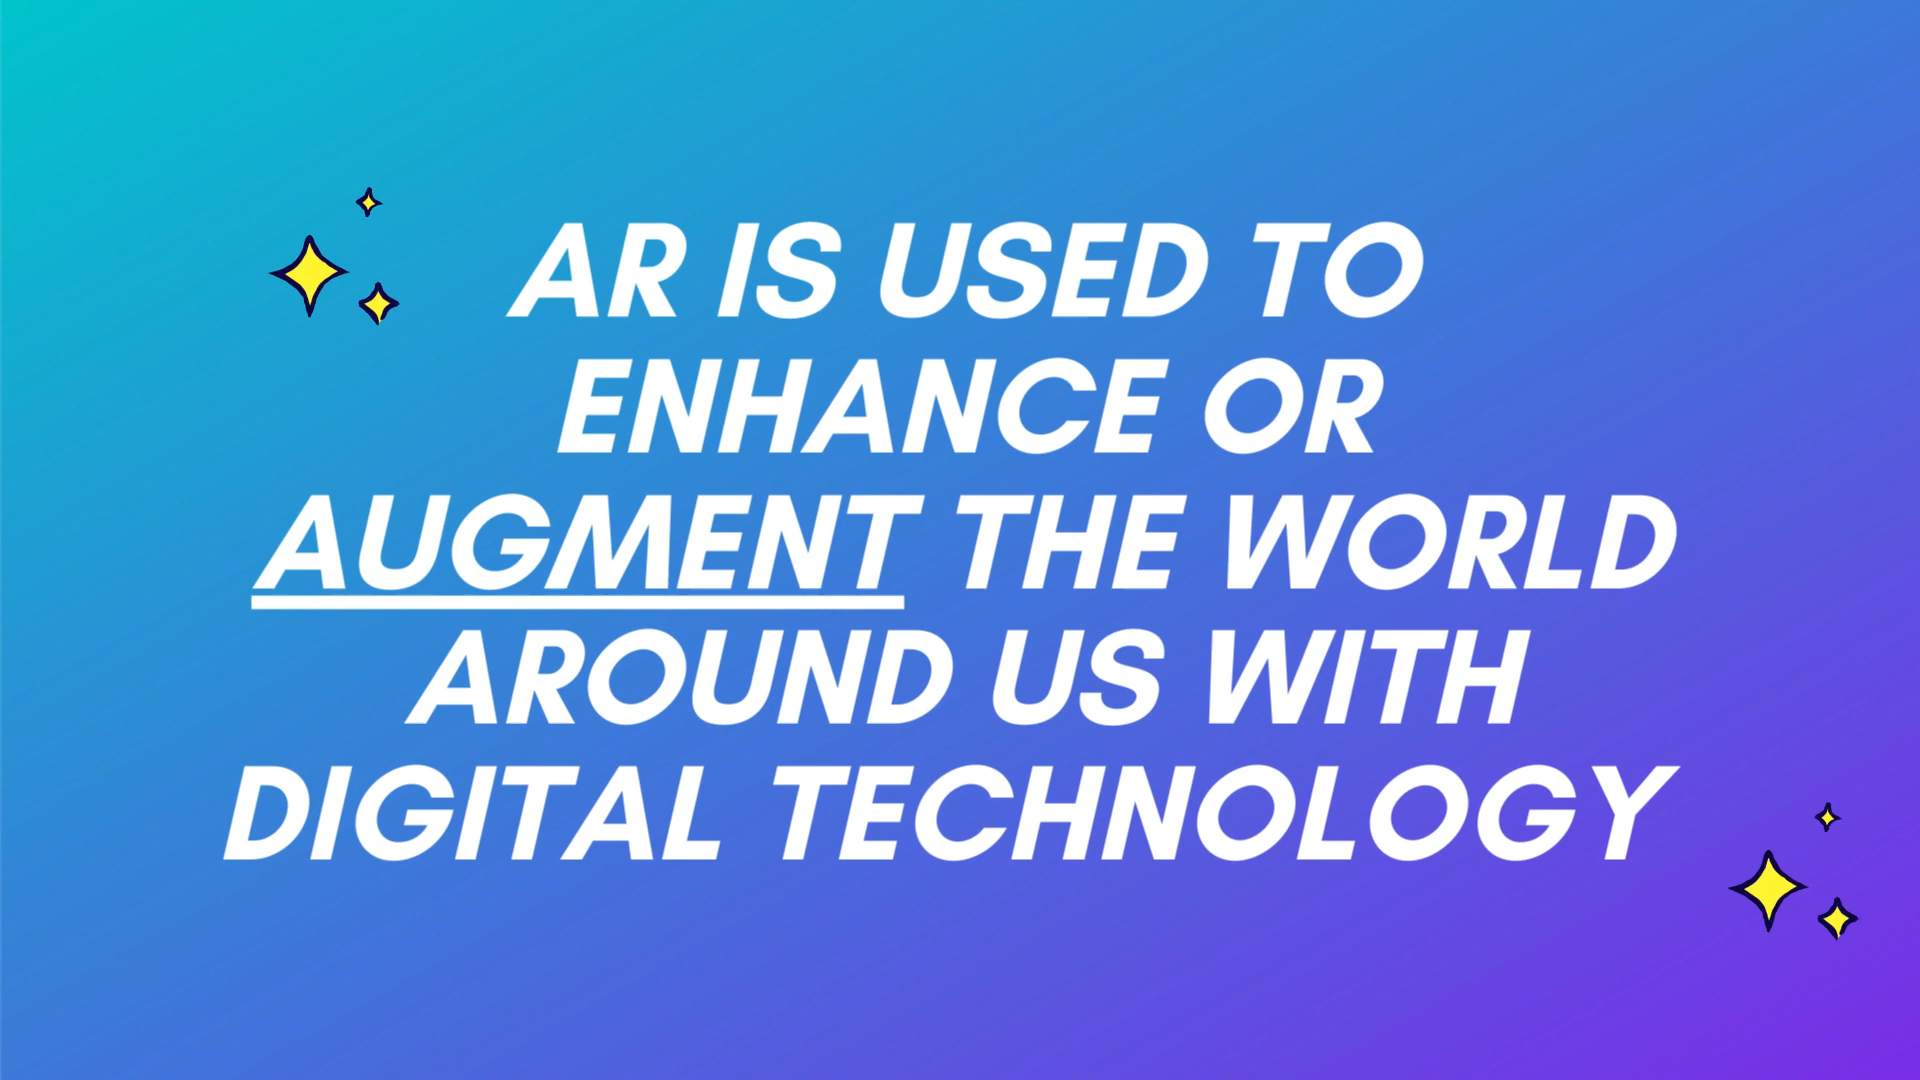 AR IS USED TO
ENHANCE OR
AUGMENT THE WORLD
AROUND US WITH
DIGITAL TECHNOLOGY